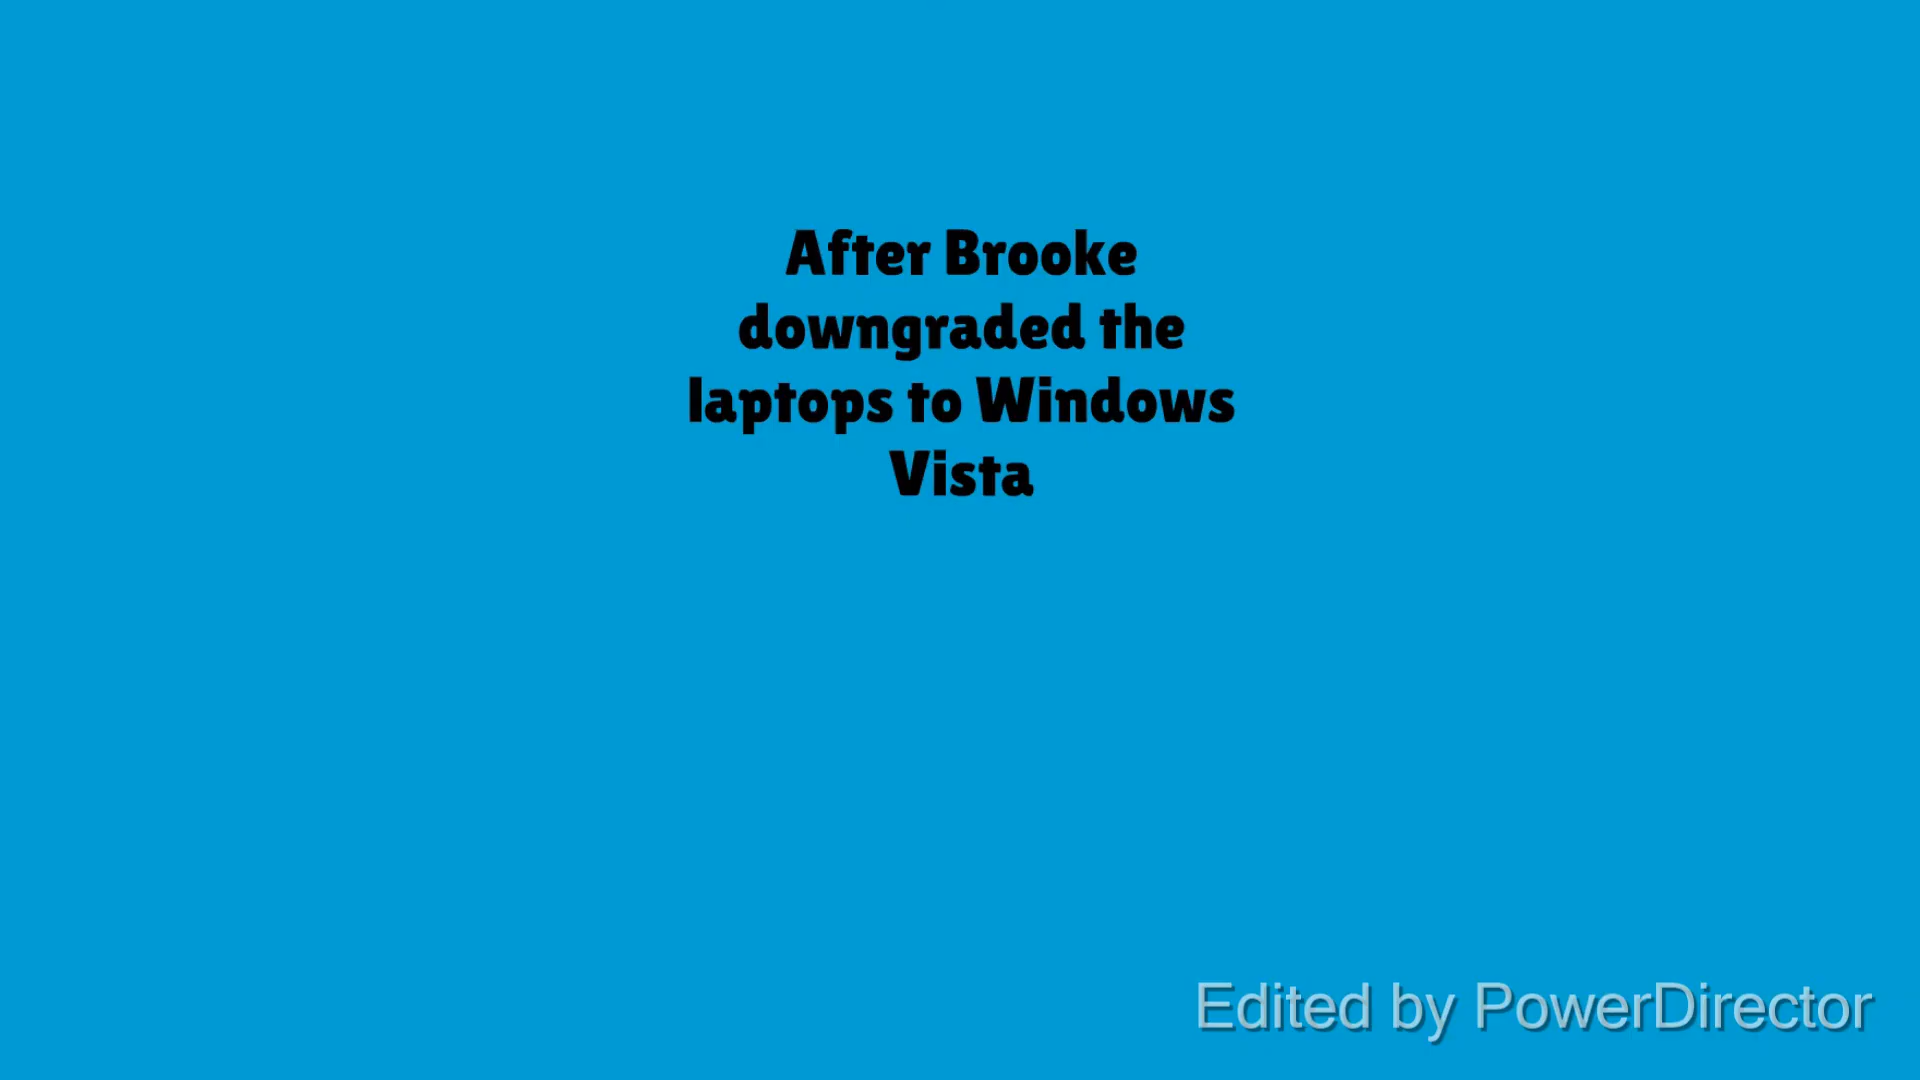 After Brooke
downgraded the
laptops to Windows
Vista
Edited by PowerDirector